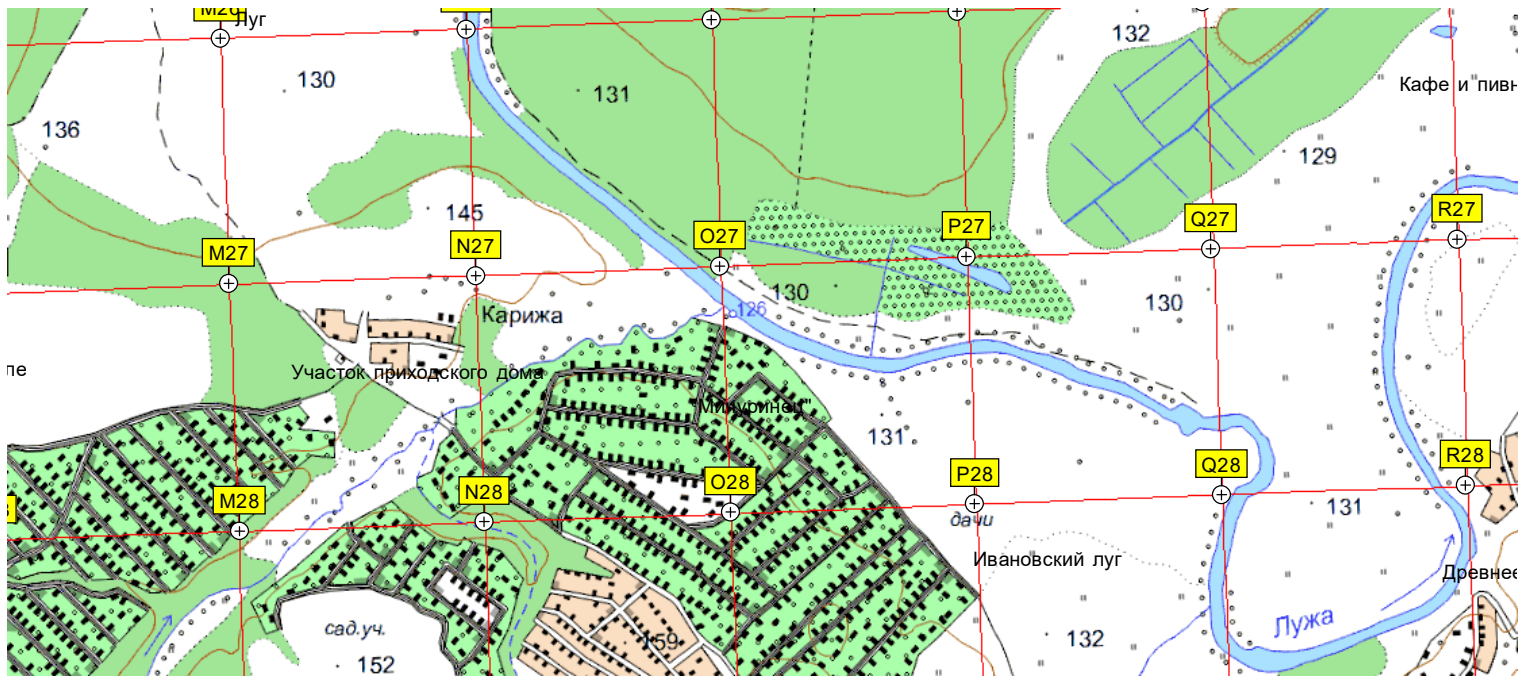 Луг
132
130
131
136
Кафе и "пивн
129
145
M27
N27
O27
P27
Q27
R27
130
126
130
Карижа
Участок приходского дома
"Мичуринец"
131
M28
N28
O28
P28
Q28
R28
131
дачи
Ивановский луг
Древнее
Лужа
сад.уч.
159
132
152